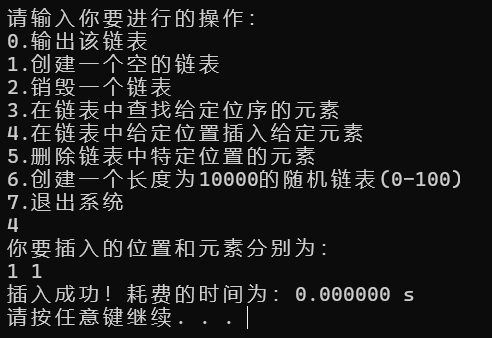 请输入你要进行的操作:
0.输出该链表
1.创建一个空的链表
2.销毁一个链表
3.在链表中查找给定位序的元素
4.在链表中给定位置插入给定元素
5.删除链表中特定位置的元素
6.创建一个长度为10000的随机链表(0-100)
7.退出系统
4
你要插入的位置和元素分别为:
1 1
插入成功! 耗费的时间为: 0.000000 s
请按任意键继续. . .